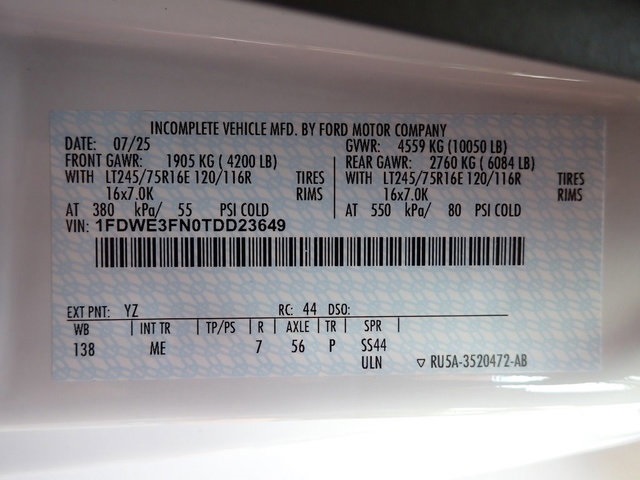 INCOMPLETE VEHICLE MFD. BY FORD MOTOR COMPANY
DATE: 07/25 GVWR: 4559 KG (10050 LB)
FRONT GAWR: 1905 KG ( 4200 LB) REAR GAWR: 2760 KG ( 6084 LB)
WITH LT245/75R16E 120/116R TIRES WITH LT245/75R16E 120/116R TIRES
16x7.0K RIMS 16x7.0K RIMS
AT 380 kPa/ 55 PSI COLD AT 550 kPa/ 80 PSI COLD
VIN: 1FDWE3FN0TDD23649
EXT PNT: YZ RC: 44 DSO:
WB | INT TR | TP/PS | R | AXLE | TR | SPR |
138 ME 7 56 P SS44
ULN ▽ RU5A-3520472-AB